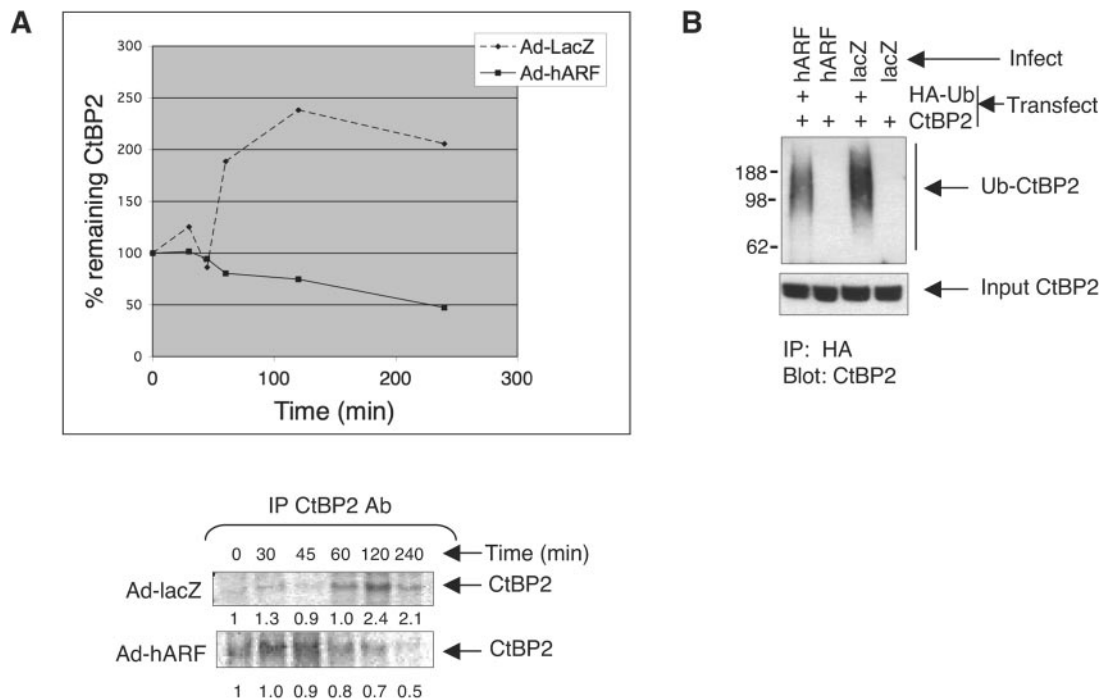 A
300
250
200
150
100
50
0
% remaining CtBP2
Ad-LacZ
Ad-hARF
0 100 200 300
Time (min)
IP CtBP2 Ab
0 30 45 60 120 240 Time (min)
Ad-lacZ CtBP2
1 1.3 0.9 1.0 2.4 2.1
Ad-hARF CtBP2
1 1.0 0.9 0.8 0.7 0.5
B
hARF hARF lacZ lacZ Infect
+ + HA-Ub
+ + + + CtBP2
Transfect
188-
98-
62-
Ub-CtBP2
Input CtBP2
IP: HA
Blot: CtBP2